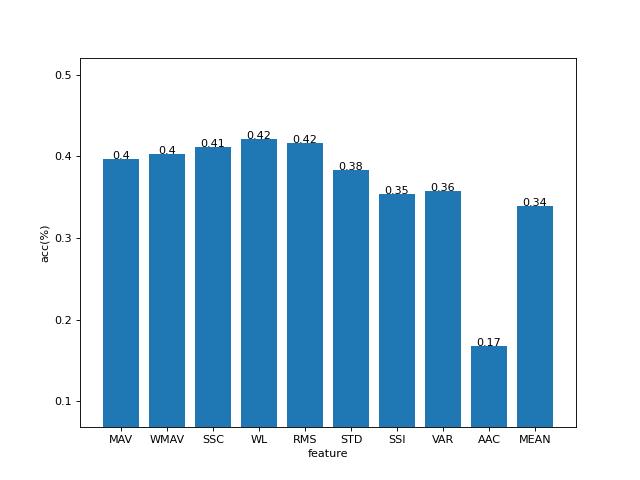 0.5
0.4
0.3
0.2
0.1
acc(%)
0.4 0.4 0.41 0.42 0.42 0.38 0.35 0.36 0.17 0.34
MAV WMAV SSC WL RMS STD SSI VAR AAC MEAN
feature